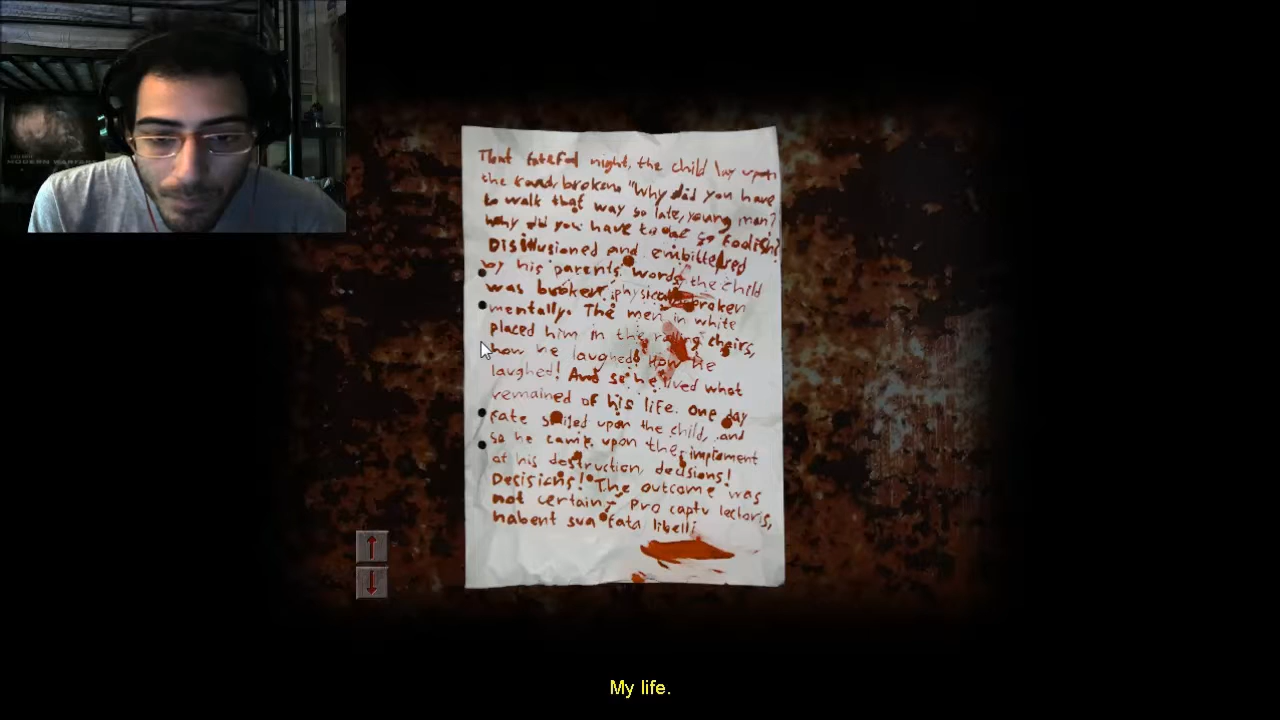 MODERN WARFARE
That fateful night, the child lay upon
the road, broken. "Why did you have
to walk that way so late, young man?
Why did you have to be so foolish?
Disillusioned and embittered
by his parents words, the child
was broken physically, broken
mentally. The men in white
placed him in the rolling chairs,
how he laughed! How he
laughed! And so he lived what
remained of his life. One day
fate smiled upon the child, and
so he came upon the implement
of his destruction, decisions!
Desisions! The outcome was
not certain- Pro captu lectoris,
habent sua fata libelli
My life.